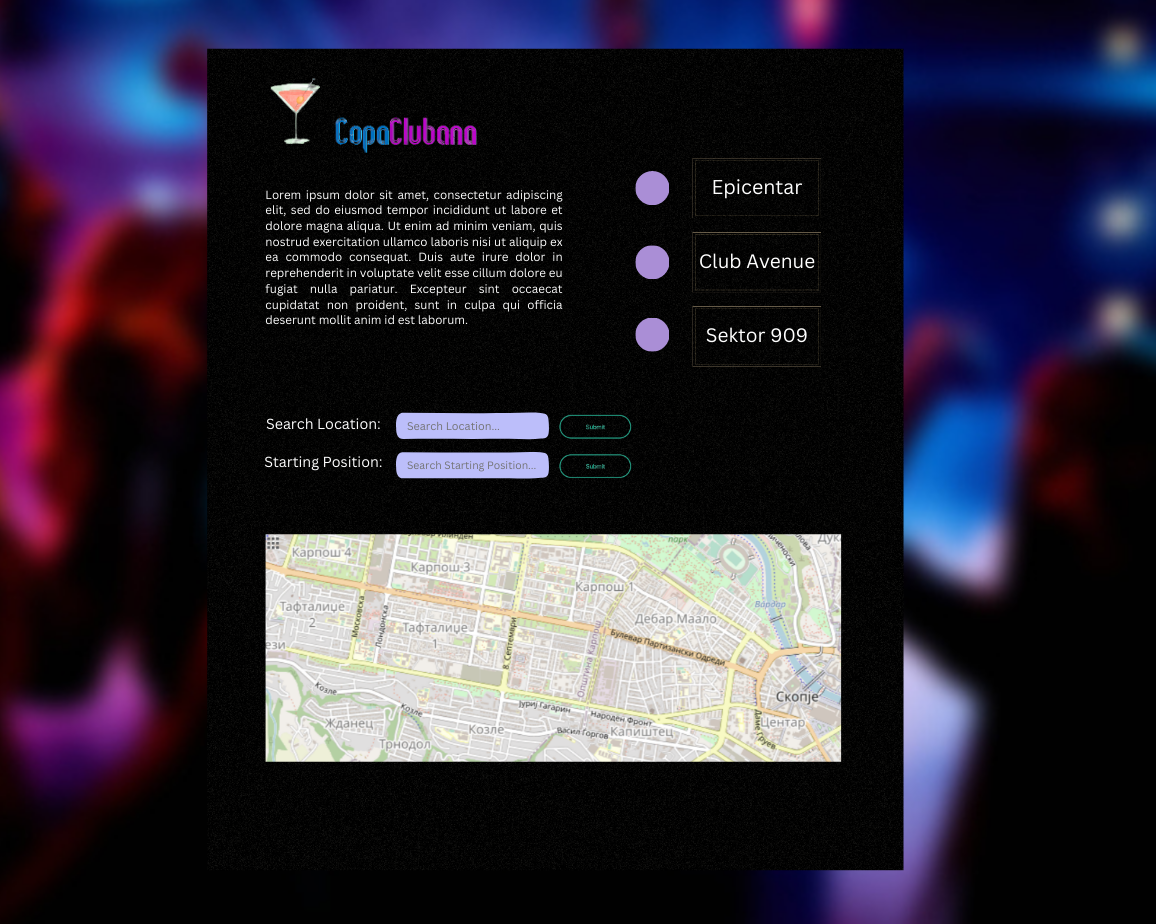 CopaClubana
Lorem ipsum dolor sit amet, consectetur adipiscing
elit, sed do eiusmod tempor incididunt ut labore et
dolore magna aliqua. Ut enim ad minim veniam, quis
nostrud exercitation ullamco laboris nisi ut aliquip ex
ea commodo consequat. Duis aute irure dolor in
reprehenderit in voluptate velit esse cillum dolore eu
fugiat nulla pariatur. Excepteur sint occaecat
cupidatat non proident, sunt in culpa qui officia
deserunt mollit anim id est laborum.
Epicentar
Club Avenue
Sektor 909
Search Location:
Search Location...
Submit
Starting Position:
Search Starting Position...
Submit
Карпош 4
Карпош 3
Карпош 1
парк
Тафталиџе
2
Тафталиџе
1
Московска
Лондонска
8. Септември
Општина Карпош
Дебар Маало
Вардар
Булевар Партизански Одреди
Скопје
Центар
Даме Груев
Козле
Козле
Жданец
Трнодол
Козле
Јуриј Гагарин
Народен Фронт
Васил Ѓоргов
Капиштец